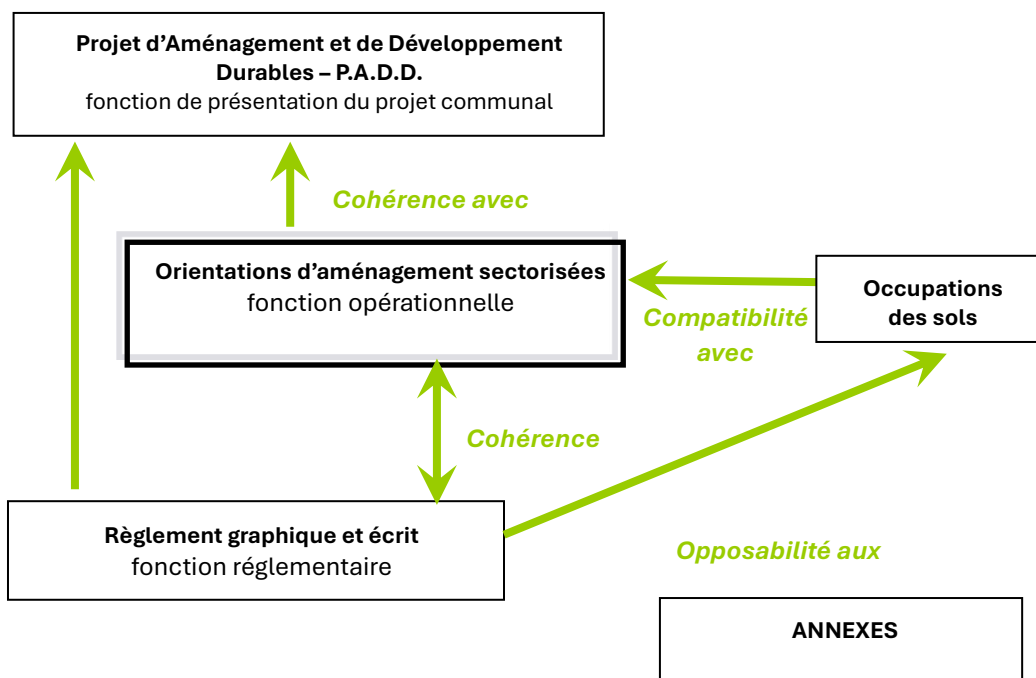 Projet d’Aménagement et de Développement
Durables – P.A.D.D.
fonction de présentation du projet communal
Cohérence avec
Orientations d’aménagement sectorisées
fonction opérationnelle
Occupations
des sols
Compatibilité
avec
Cohérence
Règlement graphique et écrit
fonction réglementaire
Opposabilité aux
ANNEXES